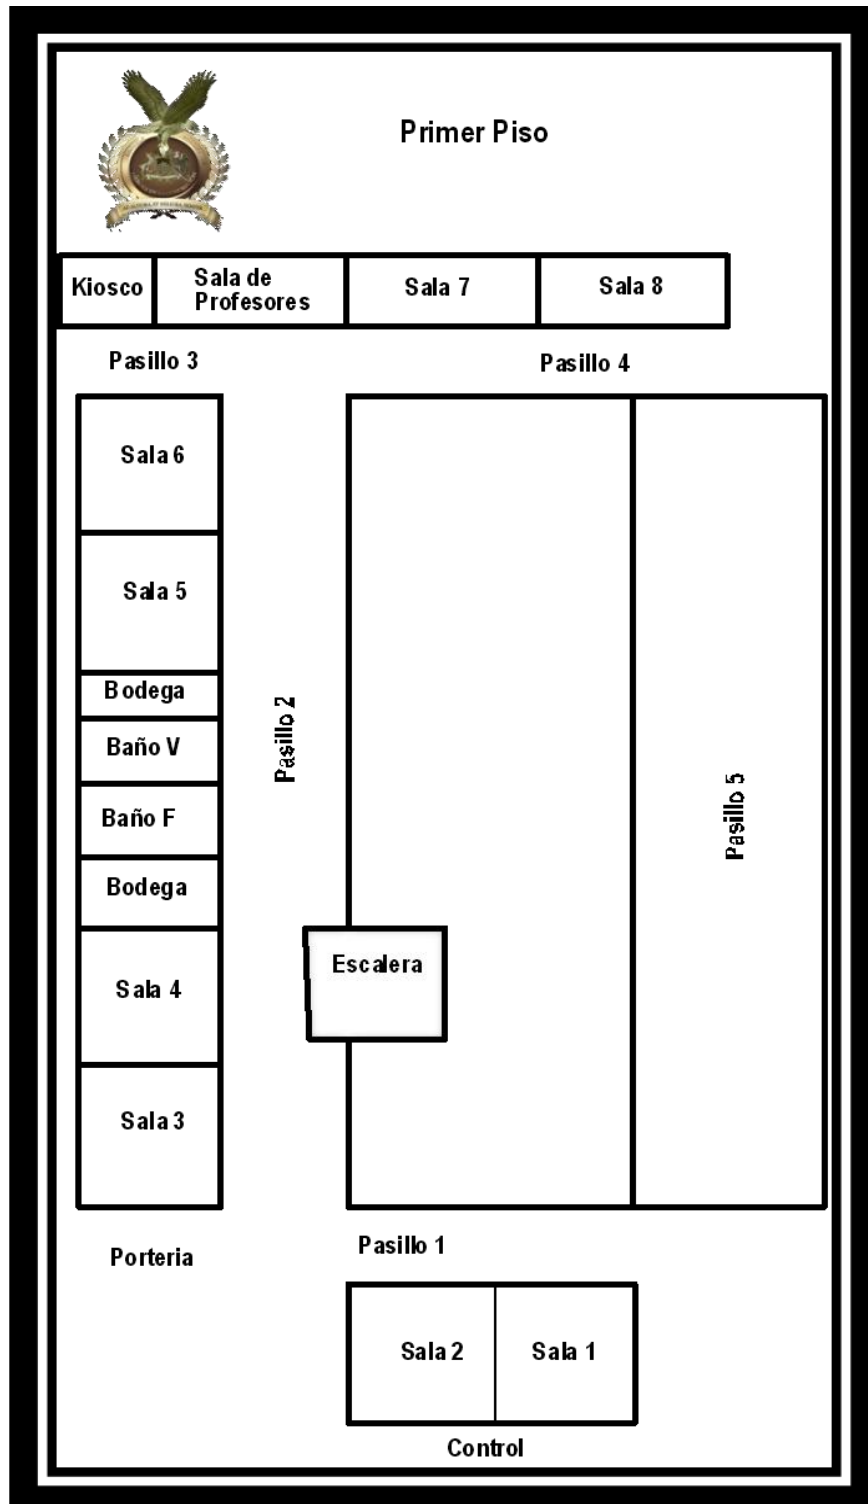 Primer Piso
Kiosco
Sala de
Profesores
Sala 7
Sala 8
Pasillo 3
Pasillo 4
Sala 6
Sala 5
Bodega
Baño V
Baño F
Bodega
Sala 4
Sala 3
Pasillo 2
Escalera
Pasillo 5
Porteria
Pasillo 1
Sala 2
Sala 1
Control